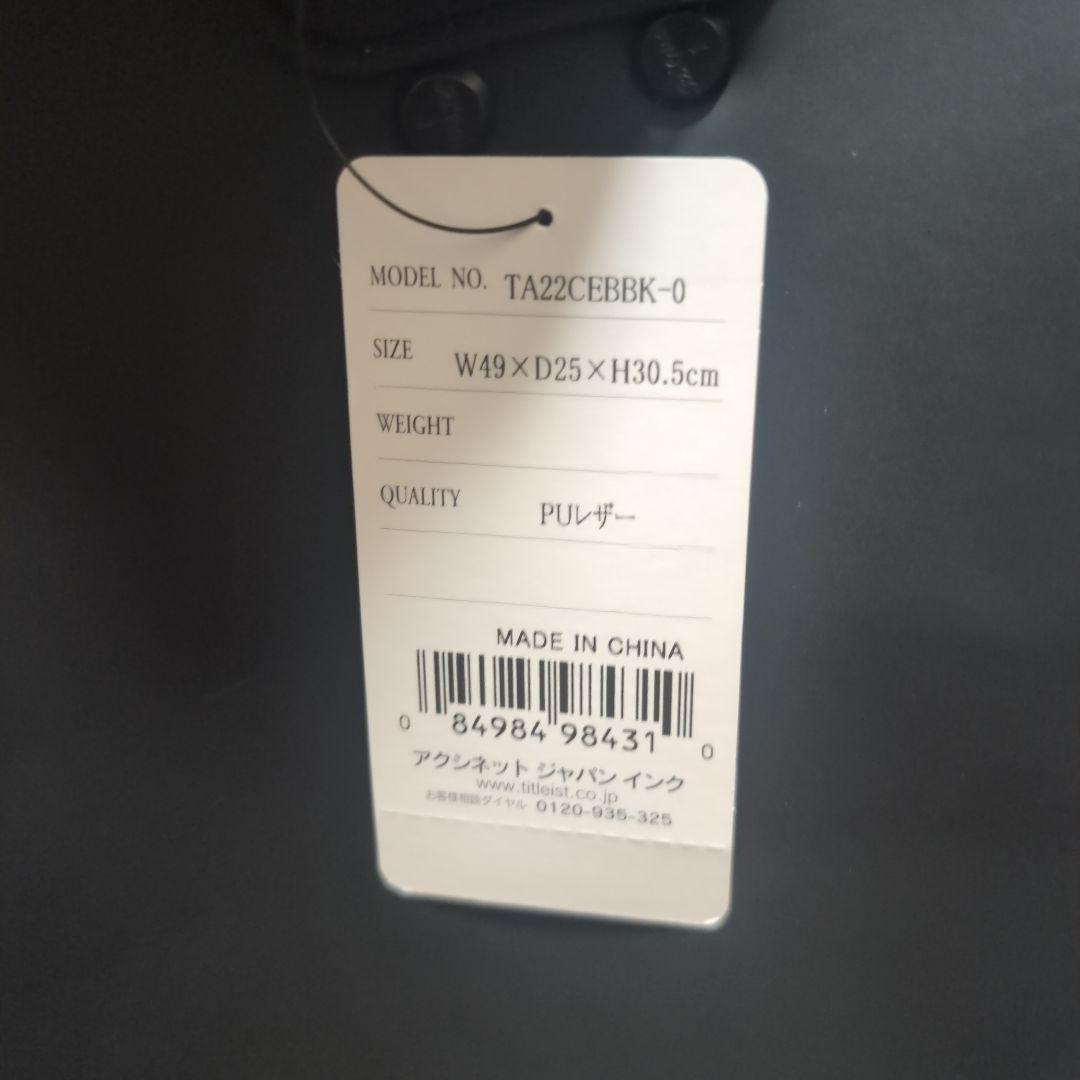 MODEL NO. TA22CEBBK-0
SIZE W49×D25×H30.5cm
WEIGHT
QUALITY PUレザー
MADE IN CHINA
0 84984 98431 0
アクシネット ジャパン インク
www.titleist.co.jp
お客様相談ダイヤル 0120-935-325